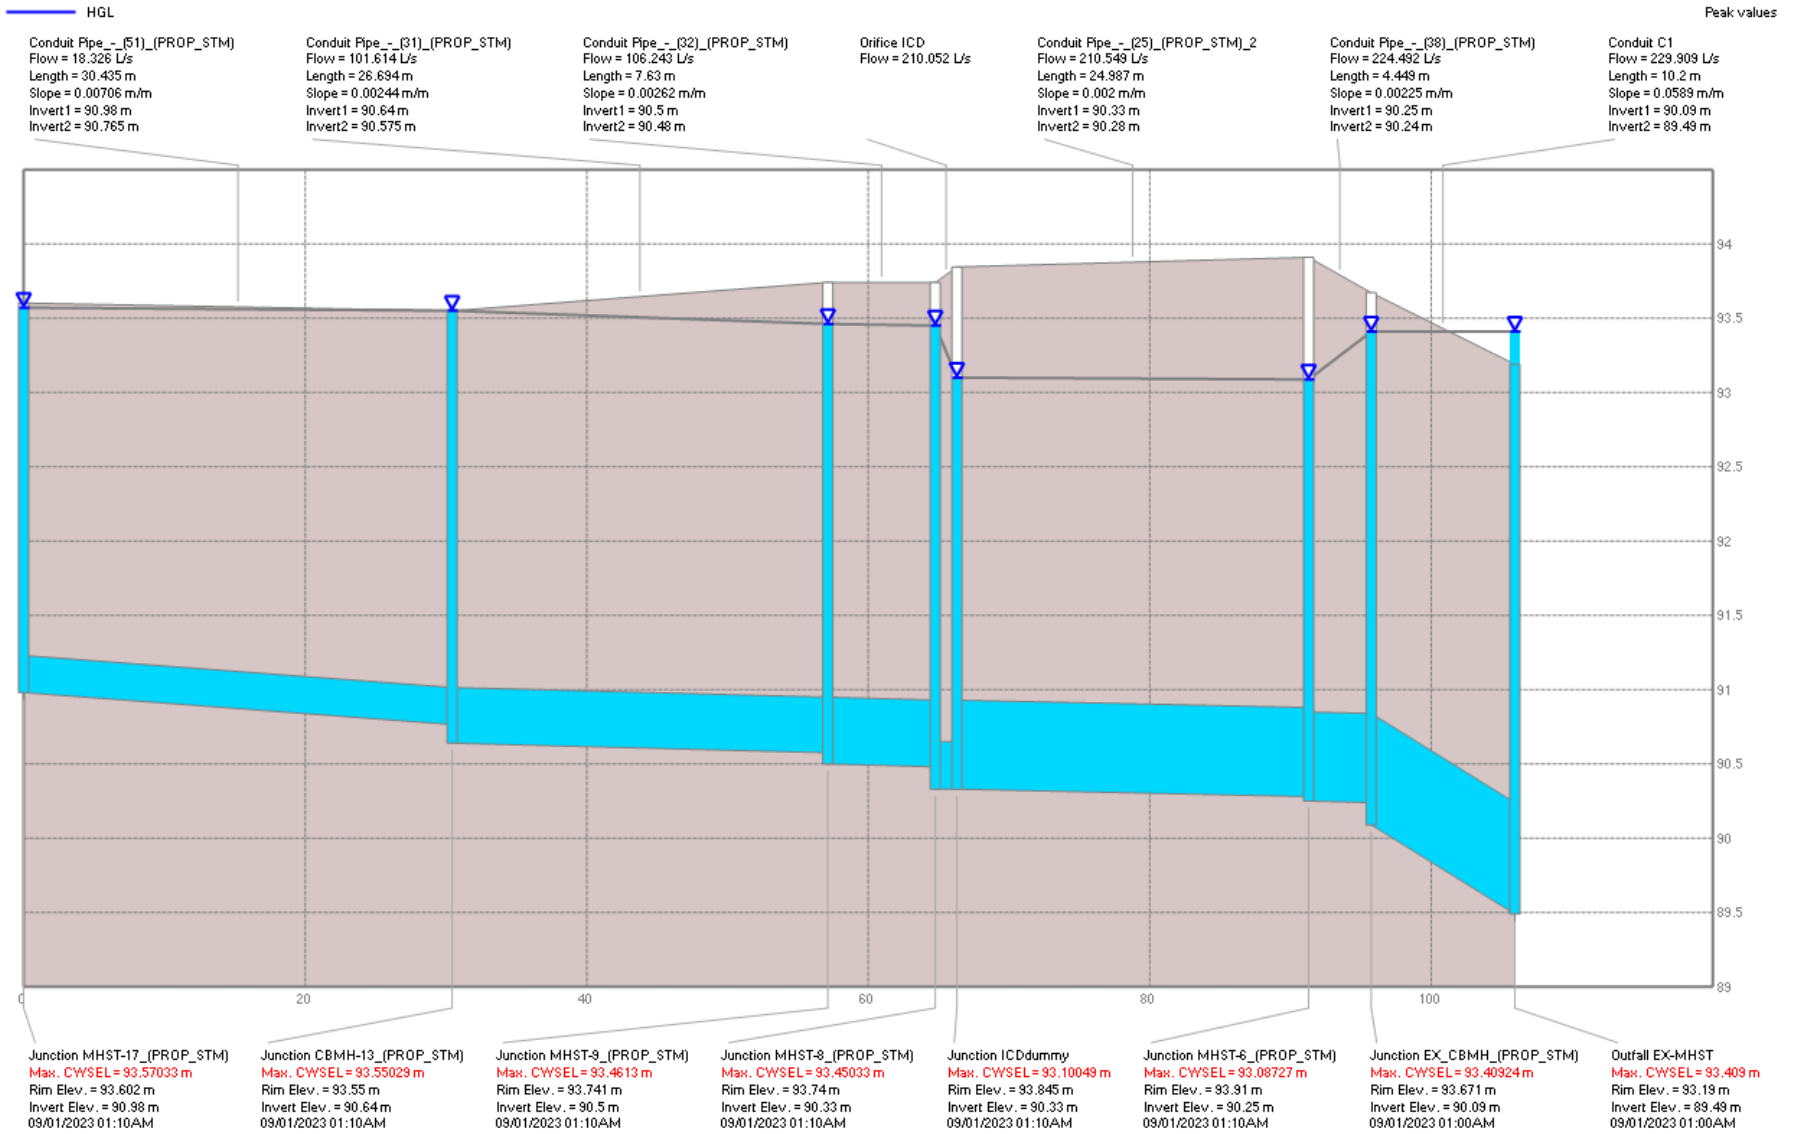 HGL
Peak values
Conduit Pipe_-_(51)_(PROP_STM)
Flow = 18.326 L/s
Length = 30.435 m
Slope = 0.00706 m/m
Invert1 = 90.98 m
Invert2 = 90.765 m
Conduit Pipe_-_(31)_(PROP_STM)
Flow = 101.614 L/s
Length = 26.694 m
Slope = 0.00244 m/m
Invert1 = 90.64 m
Invert2 = 90.575 m
Conduit Pipe_-_(32)_(PROP_STM)
Flow = 106.243 L/s
Length = 7.63 m
Slope = 0.00262 m/m
Invert1 = 90.5 m
Invert2 = 90.48 m
Orifice ICD
Flow = 210.052 L/s
Conduit Pipe_-_(25)_(PROP_STM)_2
Flow = 210.549 L/s
Length = 24.987 m
Slope = 0.002 m/m
Invert1 = 90.33 m
Invert2 = 90.28 m
Conduit Pipe_-_(38)_(PROP_STM)
Flow = 224.492 L/s
Length = 4.449 m
Slope = 0.00225 m/m
Invert1 = 90.25 m
Invert2 = 90.24 m
Conduit C1
Flow = 229.909 L/s
Length = 10.2 m
Slope = 0.0589 m/m
Invert1 = 90.09 m
Invert2 = 89.49 m
94
93.5
93
92.5
92
91.5
91
90.5
90
89.5
89
0
20
40
60
80
100
Junction MHST-17_(PROP_STM)
Max. CWSEL = 93.57033 m
Rim Elev. = 93.602 m
Invert Elev. = 90.98 m
09/01/2023 01:10AM
Junction CBMH-13_(PROP_STM)
Max. CWSEL = 93.55029 m
Rim Elev. = 93.55 m
Invert Elev. = 90.64 m
09/01/2023 01:10AM
Junction MHST-9_(PROP_STM)
Max. CWSEL = 93.4613 m
Rim Elev. = 93.741 m
Invert Elev. = 90.5 m
09/01/2023 01:10AM
Junction MHST-8_(PROP_STM)
Max. CWSEL = 93.45033 m
Rim Elev. = 93.74 m
Invert Elev. = 90.33 m
09/01/2023 01:10AM
Junction ICDdummy
Max. CWSEL = 93.10049 m
Rim Elev. = 93.845 m
Invert Elev. = 90.33 m
09/01/2023 01:10AM
Junction MHST-6_(PROP_STM)
Max. CWSEL = 93.08727 m
Rim Elev. = 93.91 m
Invert Elev. = 90.25 m
09/01/2023 01:10AM
Junction EX_CBMH_(PROP_STM)
Max. CWSEL = 93.40924 m
Rim Elev. = 93.671 m
Invert Elev. = 90.09 m
09/01/2023 01:00AM
Outfall EX-MHST
Max. CWSEL = 93.409 m
Rim Elev. = 93.19 m
Invert Elev. = 89.49 m
09/01/2023 01:00AM